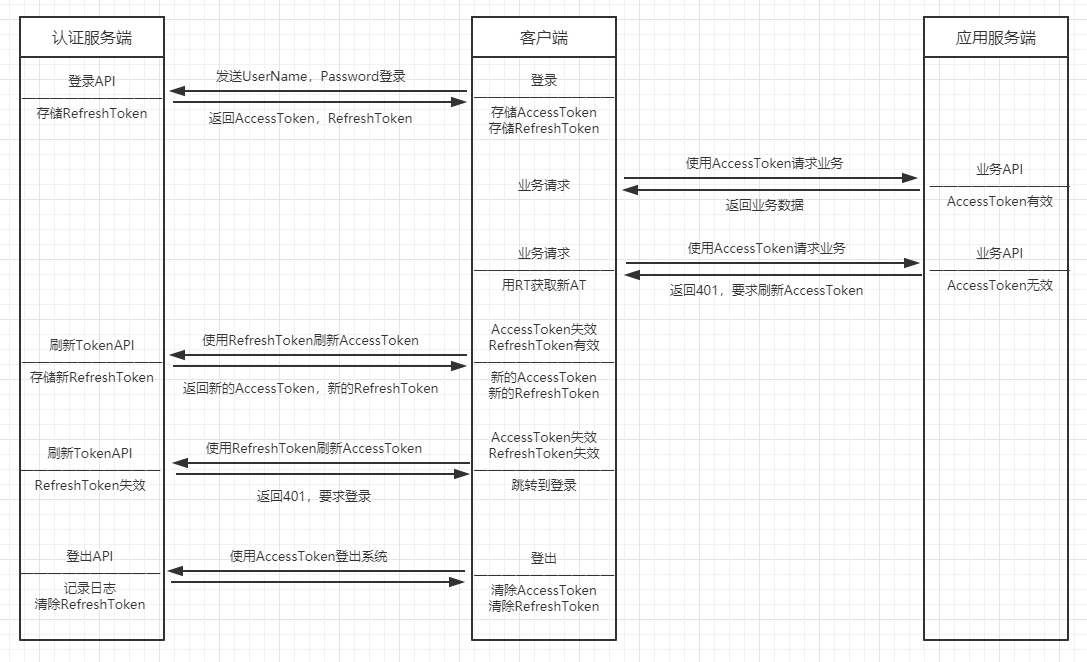 认证服务端
客户端
应用服务端
登录API
发送UserName，Password登录
登录
存储RefreshToken
返回AccessToken，RefreshToken
存储AccessToken
存储RefreshToken
业务请求
使用AccessToken请求业务
业务API
返回业务数据
AccessToken有效
业务请求
使用AccessToken请求业务
业务API
用RT获取新AT
返回401，要求刷新AccessToken
AccessToken无效
刷新TokenAPI
使用RefreshToken刷新AccessToken
AccessToken失效
RefreshToken有效
存储新RefreshToken
返回新的AccessToken，新的RefreshToken
新的AccessToken
新的RefreshToken
刷新TokenAPI
使用RefreshToken刷新AccessToken
AccessToken失效
RefreshToken失效
RefreshToken失效
返回401，要求登录
跳转到登录
登出API
使用AccessToken登出系统
登出
记录日志
清除RefreshToken
清除AccessToken
清除RefreshToken